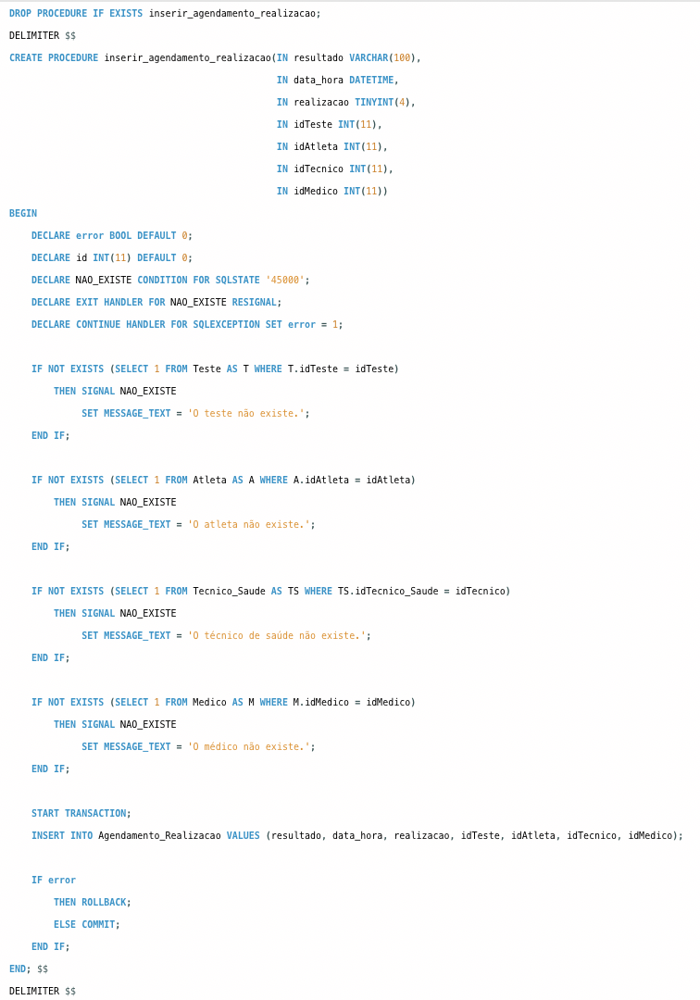 DROP PROCEDURE IF EXISTS inserir_agendamento_realizacao;
DELIMITER $$
CREATE PROCEDURE inserir_agendamento_realizacao(IN resultado VARCHAR(100),
IN data_hora DATETIME,
IN realizacao TINYINT(4),
IN idTeste INT(11),
IN idAtleta INT(11),
IN idTecnico INT(11),
IN idMedico INT(11))
BEGIN
DECLARE error BOOL DEFAULT 0;
DECLARE id INT(11) DEFAULT 0;
DECLARE NAO_EXISTE CONDITION FOR SQLSTATE '45000';
DECLARE EXIT HANDLER FOR NAO_EXISTE RESIGNAL;
DECLARE CONTINUE HANDLER FOR SQLEXCEPTION SET error = 1;
IF NOT EXISTS (SELECT 1 FROM Teste AS T WHERE T.idTeste = idTeste)
THEN SIGNAL NAO_EXISTE
SET MESSAGE_TEXT = 'O teste não existe.';
END IF;
IF NOT EXISTS (SELECT 1 FROM Atleta AS A WHERE A.idAtleta = idAtleta)
THEN SIGNAL NAO_EXISTE
SET MESSAGE_TEXT = 'O atleta não existe.';
END IF;
IF NOT EXISTS (SELECT 1 FROM Tecnico_Saude AS TS WHERE TS.idTecnico_Saude = idTecnico)
THEN SIGNAL NAO_EXISTE
SET MESSAGE_TEXT = 'O técnico de saúde não existe.';
END IF;
IF NOT EXISTS (SELECT 1 FROM Medico AS M WHERE M.idMedico = idMedico)
THEN SIGNAL NAO_EXISTE
SET MESSAGE_TEXT = 'O médico não existe.';
END IF;
START TRANSACTION;
INSERT INTO Agendamento_Realizacao VALUES (resultado, data_hora, realizacao, idTeste, idAtleta, idTecnico, idMedico);
IF error
THEN ROLLBACK;
ELSE COMMIT;
END IF;
END; $$
DELIMITER $$